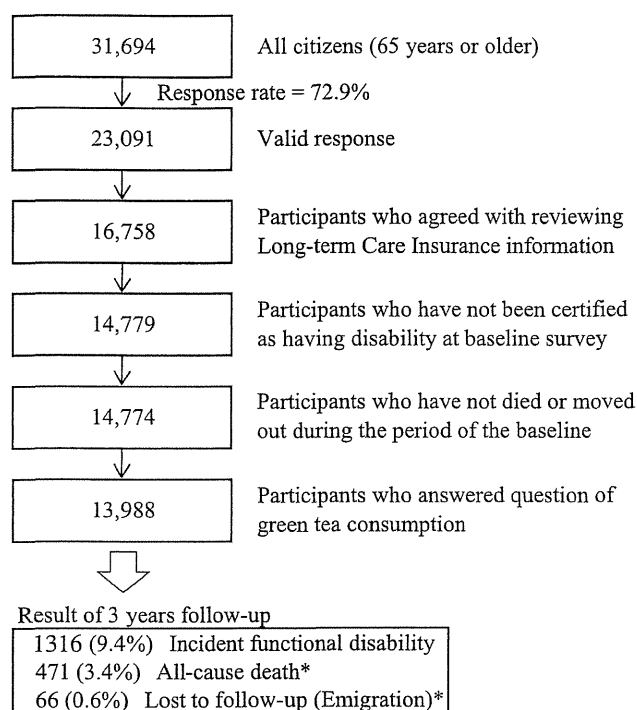 31,694 All citizens (65 years or older)
Response rate = 72.9%
23,091 Valid response
16,758 Participants who agreed with reviewing
Long-term Care Insurance information
14,779 Participants who have not been certified
as having disability at baseline survey
14,774 Participants who have not died or moved
out during the period of the baseline
13,988 Participants who answered question of
green tea consumption
Result of 3 years follow-up
1316 (9.4%) Incident functional disability
471 (3.4%) All-cause death*
66 (0.6%) Lost to follow-up (Emigration)*